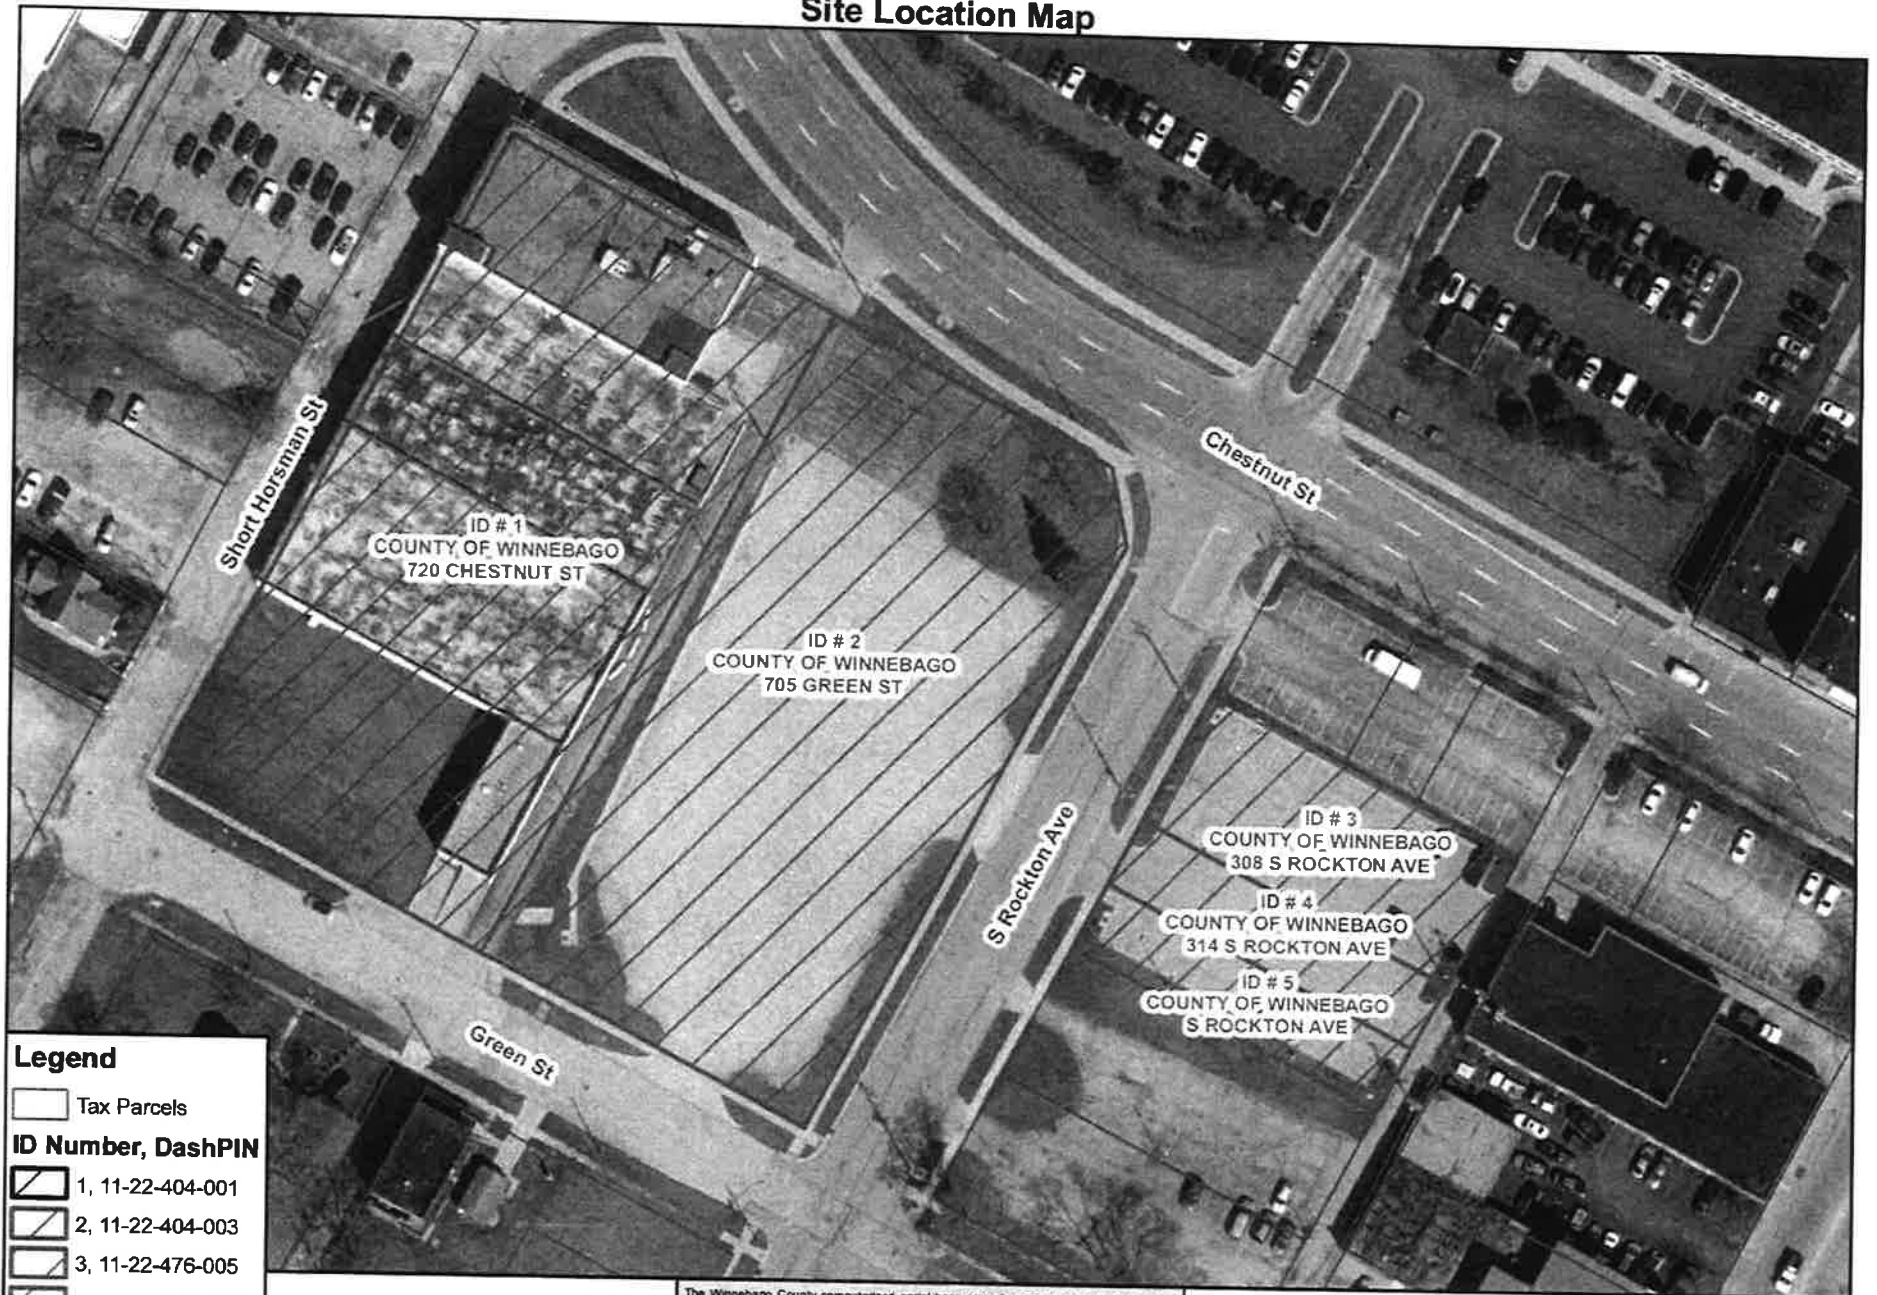 Site Location Map
Chestnut St
Short Horsman St
ID # 1
COUNTY OF WINNEBAGO
720 CHESTNUT ST
ID # 2
COUNTY OF WINNEBAGO
705 GREEN ST
S Rockton Ave
ID # 3
COUNTY OF WINNEBAGO
308 S ROCKTON AVE
ID # 4
COUNTY OF WINNEBAGO
314 S ROCKTON AVE
ID # 5
COUNTY OF WINNEBAGO
S ROCKTON AVE
Green St
Legend
Tax Parcels
ID Number, DashPIN
1, 11-22-404-001
2, 11-22-404-003
3, 11-22-476-005
The Winnebago County